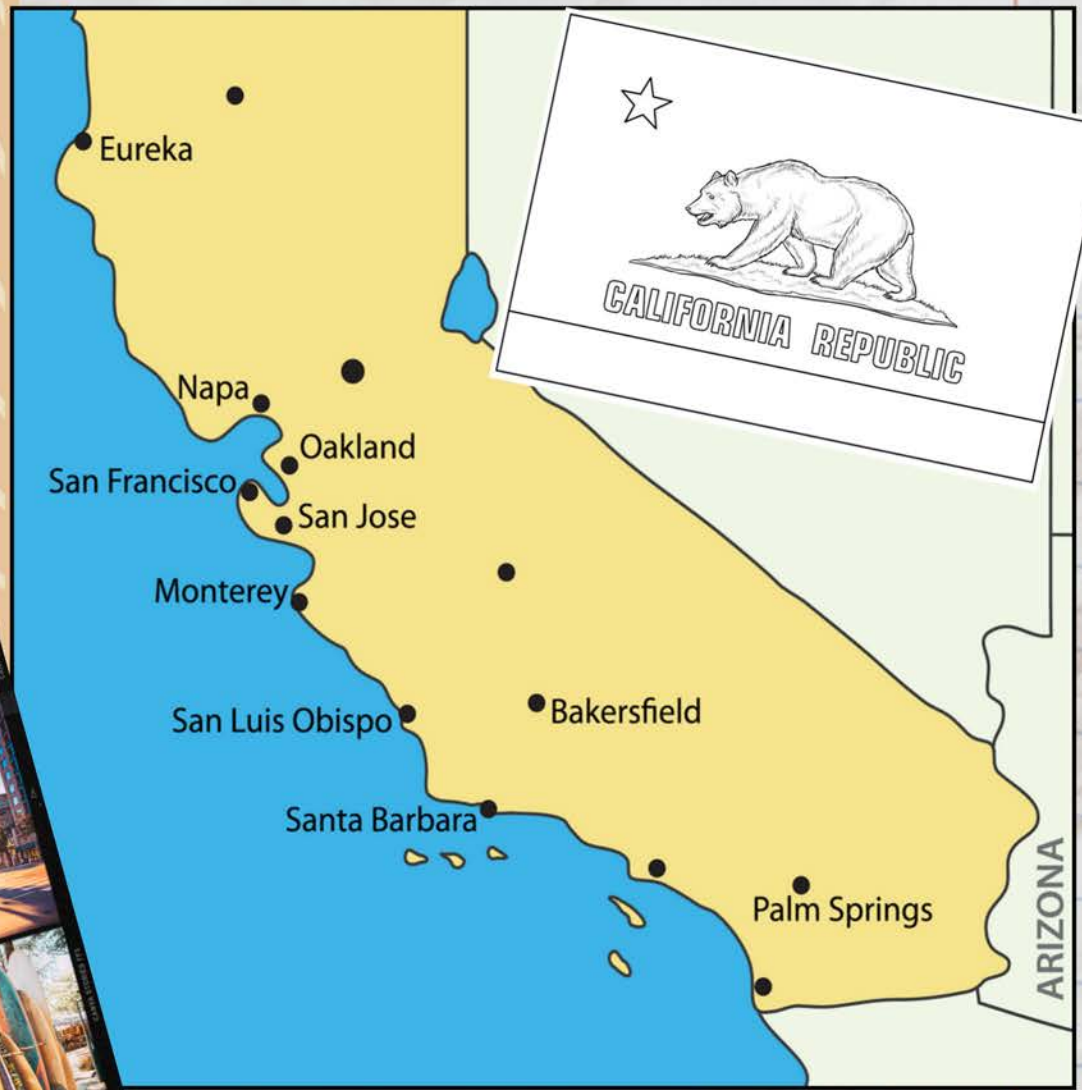 Eureka
CALIFORNIA REPUBLIC
Napa
Oakland
San Francisco
San Jose
Monterey
San Luis Obispo
Bakersfield
Santa Barbara
Palm Springs
ARIZONA